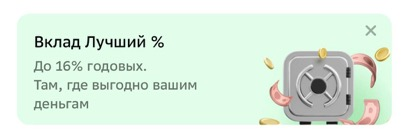 Вклад Лучший %
До 16% годовых.
Там, где выгодно вашим
деньгам